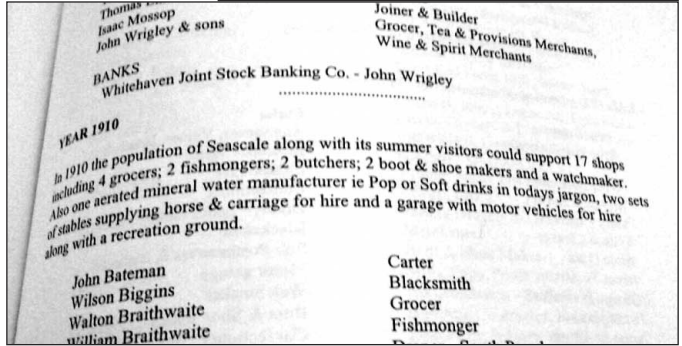 Thomas
Isaac Mossop Joiner & Builder
John Wrigley & sons Grocer, Tea & Provisions Merchants,
Wine & Spirit Merchants
BANKS
Whitehaven Joint Stock Banking Co. - John Wrigley
YEAR 1910
In 1910 the population of Seascale along with its summer visitors could support 17 shops
including 4 grocers; 2 fishmongers; 2 butchers; 2 boot & shoe makers and a watchmaker.
Also one aerated mineral water manufacturer ie Pop or Soft drinks in todays jargon, two sets
of stables supplying horse & carriage for hire and a garage with motor vehicles for hire
along with a recreation ground.
John Bateman Carter
Wilson Biggins Blacksmith
Walton Braithwaite Grocer
William Braithwaite Fishmonger